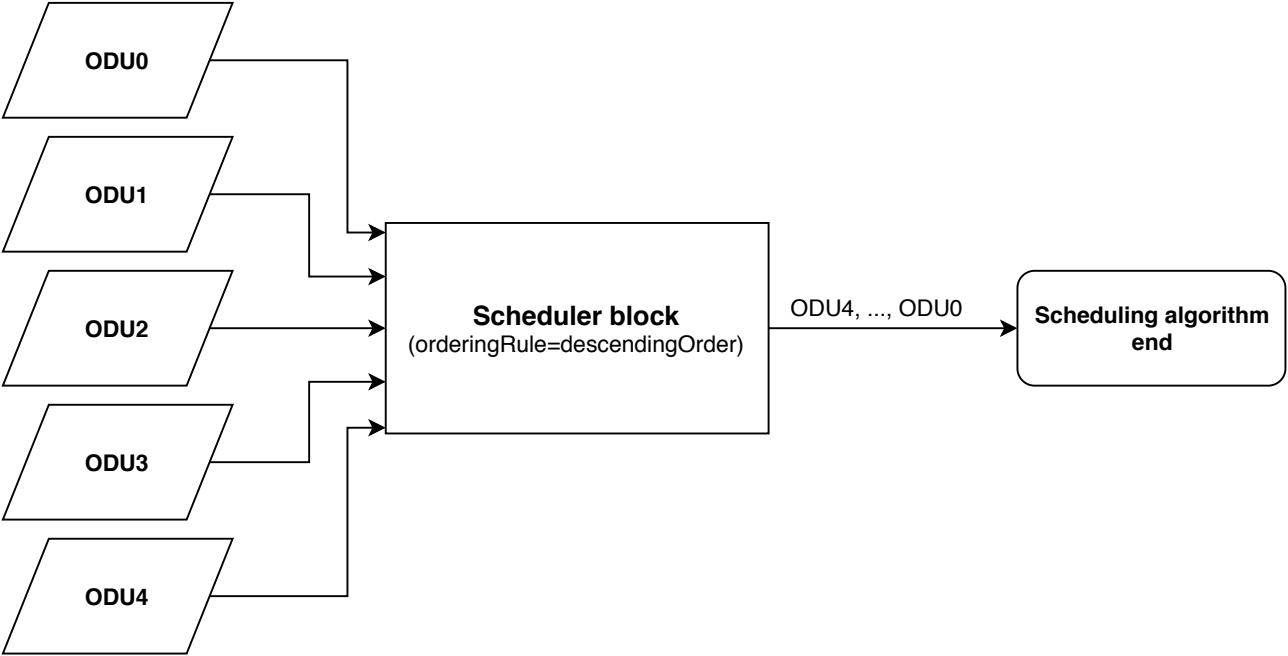 ODU0
ODU1
ODU2
ODU3
ODU4
Scheduler block
(orderingRule=descendingOrder)
ODU4, ..., ODU0
Scheduling algorithm
end